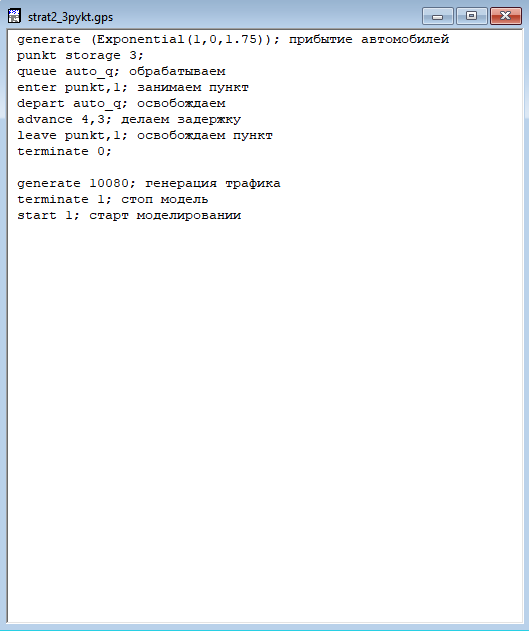 strat2_3pykt.gps
generate (Exponential(1,0,1.75)); прибытие автомобилей
punkt storage 3;
queue auto_q; обрабатываем
enter punkt,1; занимаем пункт
depart auto_q; освобождаем
advance 4,3; делаем задержку
leave punkt,1; освобождаем пункт
terminate 0;
generate 10080; генерация трафика
terminate 1; стоп модель
start 1; старт моделировании